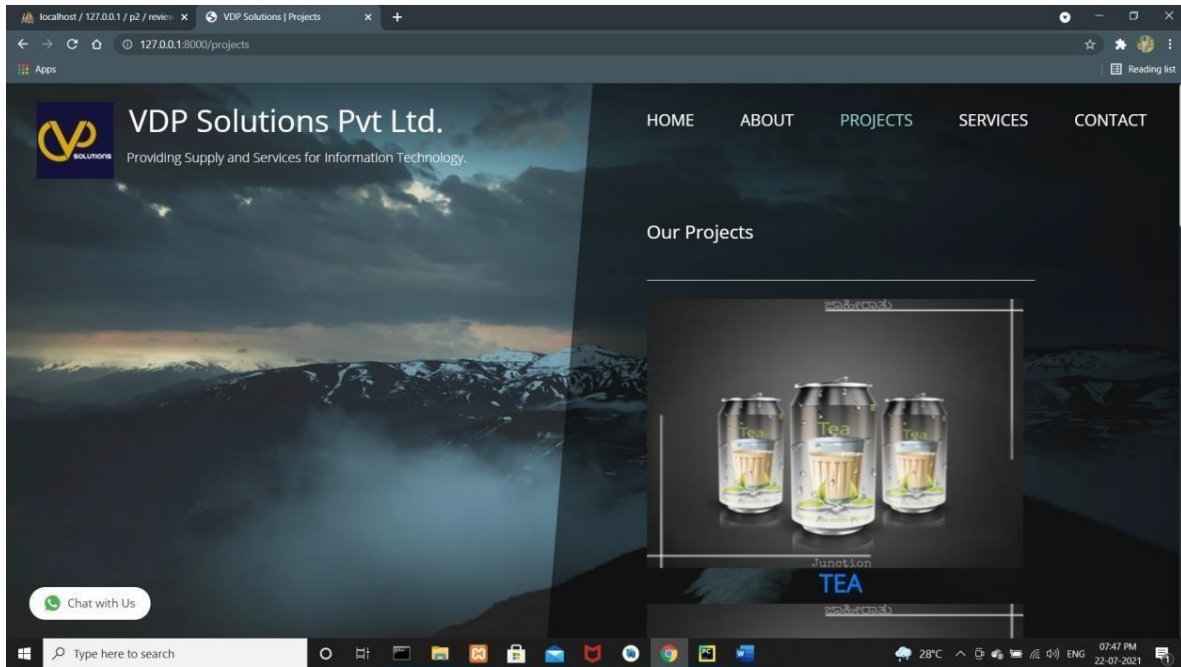 localhost / 127.0.0.1 / p2 / review
VDP Solutions | Projects
127.0.0.1:8000/projects
Apps
Reading list
SOLUTIONS
VDP Solutions Pvt Ltd.
Providing Supply and Services for Information Technology.
HOME
ABOUT
PROJECTS
SERVICES
CONTACT
Our Projects
ಜಾಹೀರಾತು
Tea
Tea
Tea
Junction
TEA
ಜಾಹೀರಾತು
Chat with Us
Type here to search
28°C
ENG
07:47 PM
22-07-2021